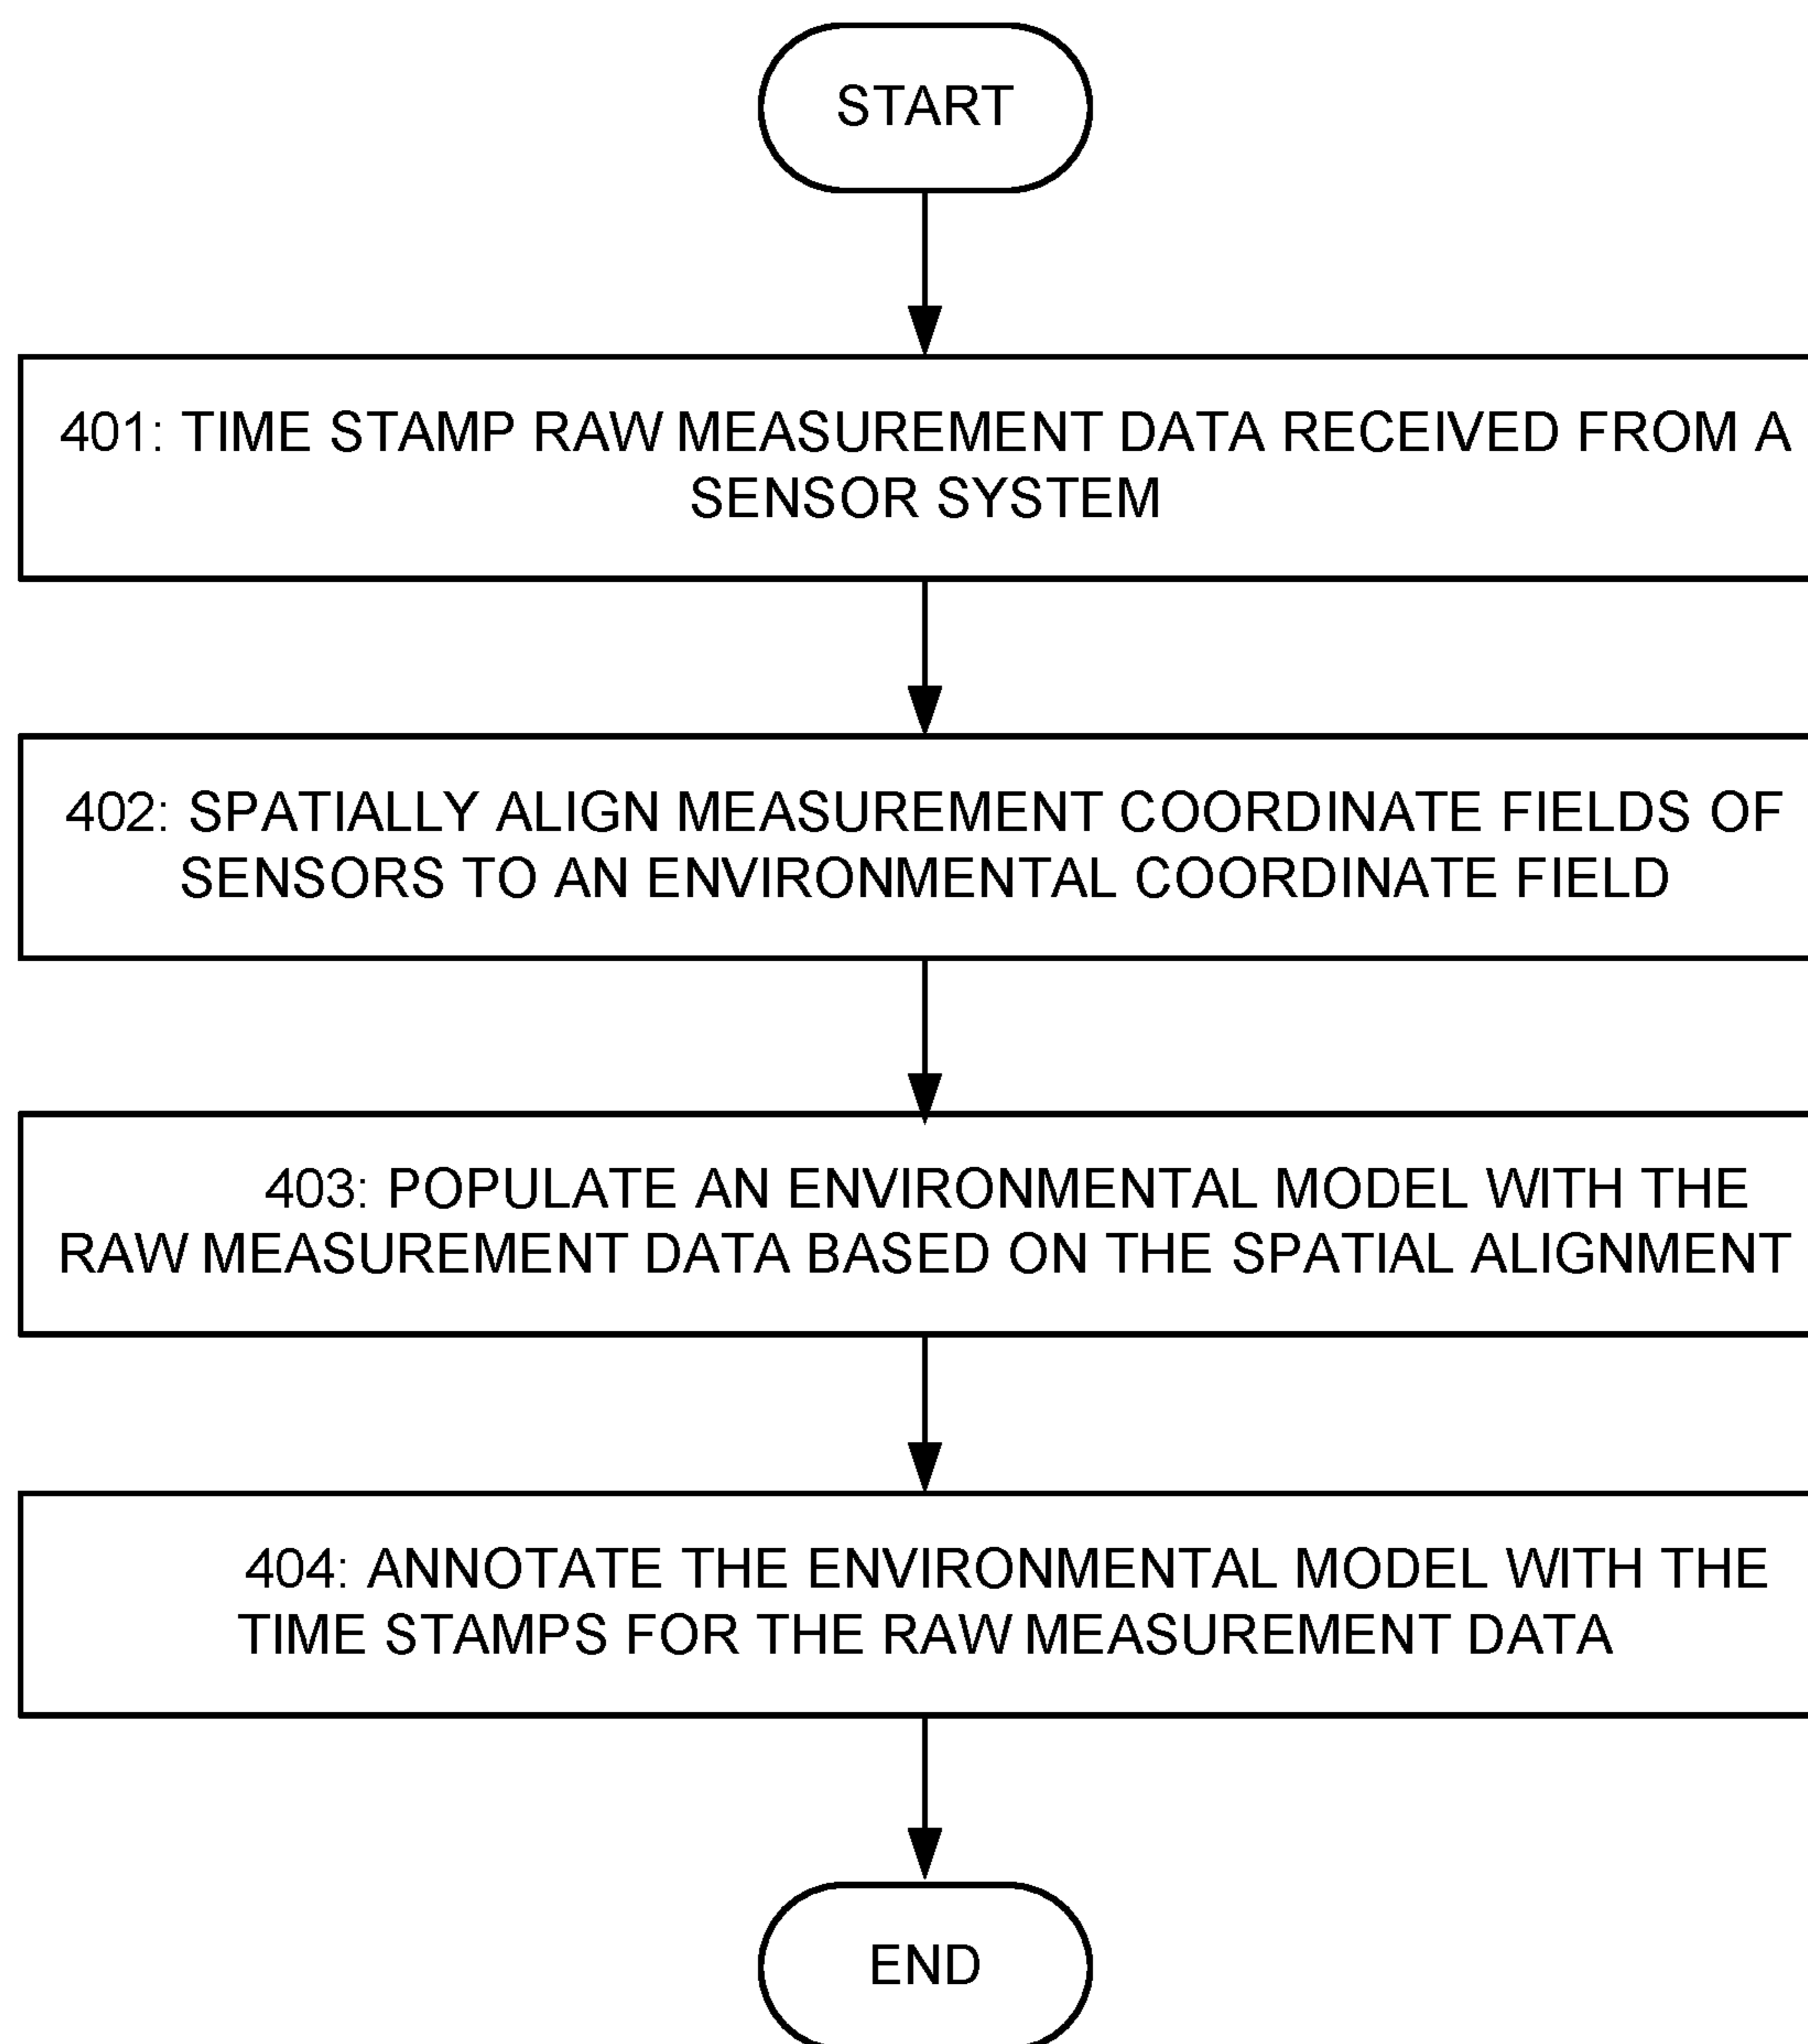 START
401: TIME STAMP RAW MEASUREMENT DATA RECEIVED FROM A
SENSOR SYSTEM
402: SPATIALLY ALIGN MEASUREMENT COORDINATE FIELDS OF
SENSORS TO AN ENVIRONMENTAL COORDINATE FIELD
403: POPULATE AN ENVIRONMENTAL MODEL WITH THE
RAW MEASUREMENT DATA BASED ON THE SPATIAL ALIGNMENT
404: ANNOTATE THE ENVIRONMENTAL MODEL WITH THE
TIME STAMPS FOR THE RAW MEASUREMENT DATA
END